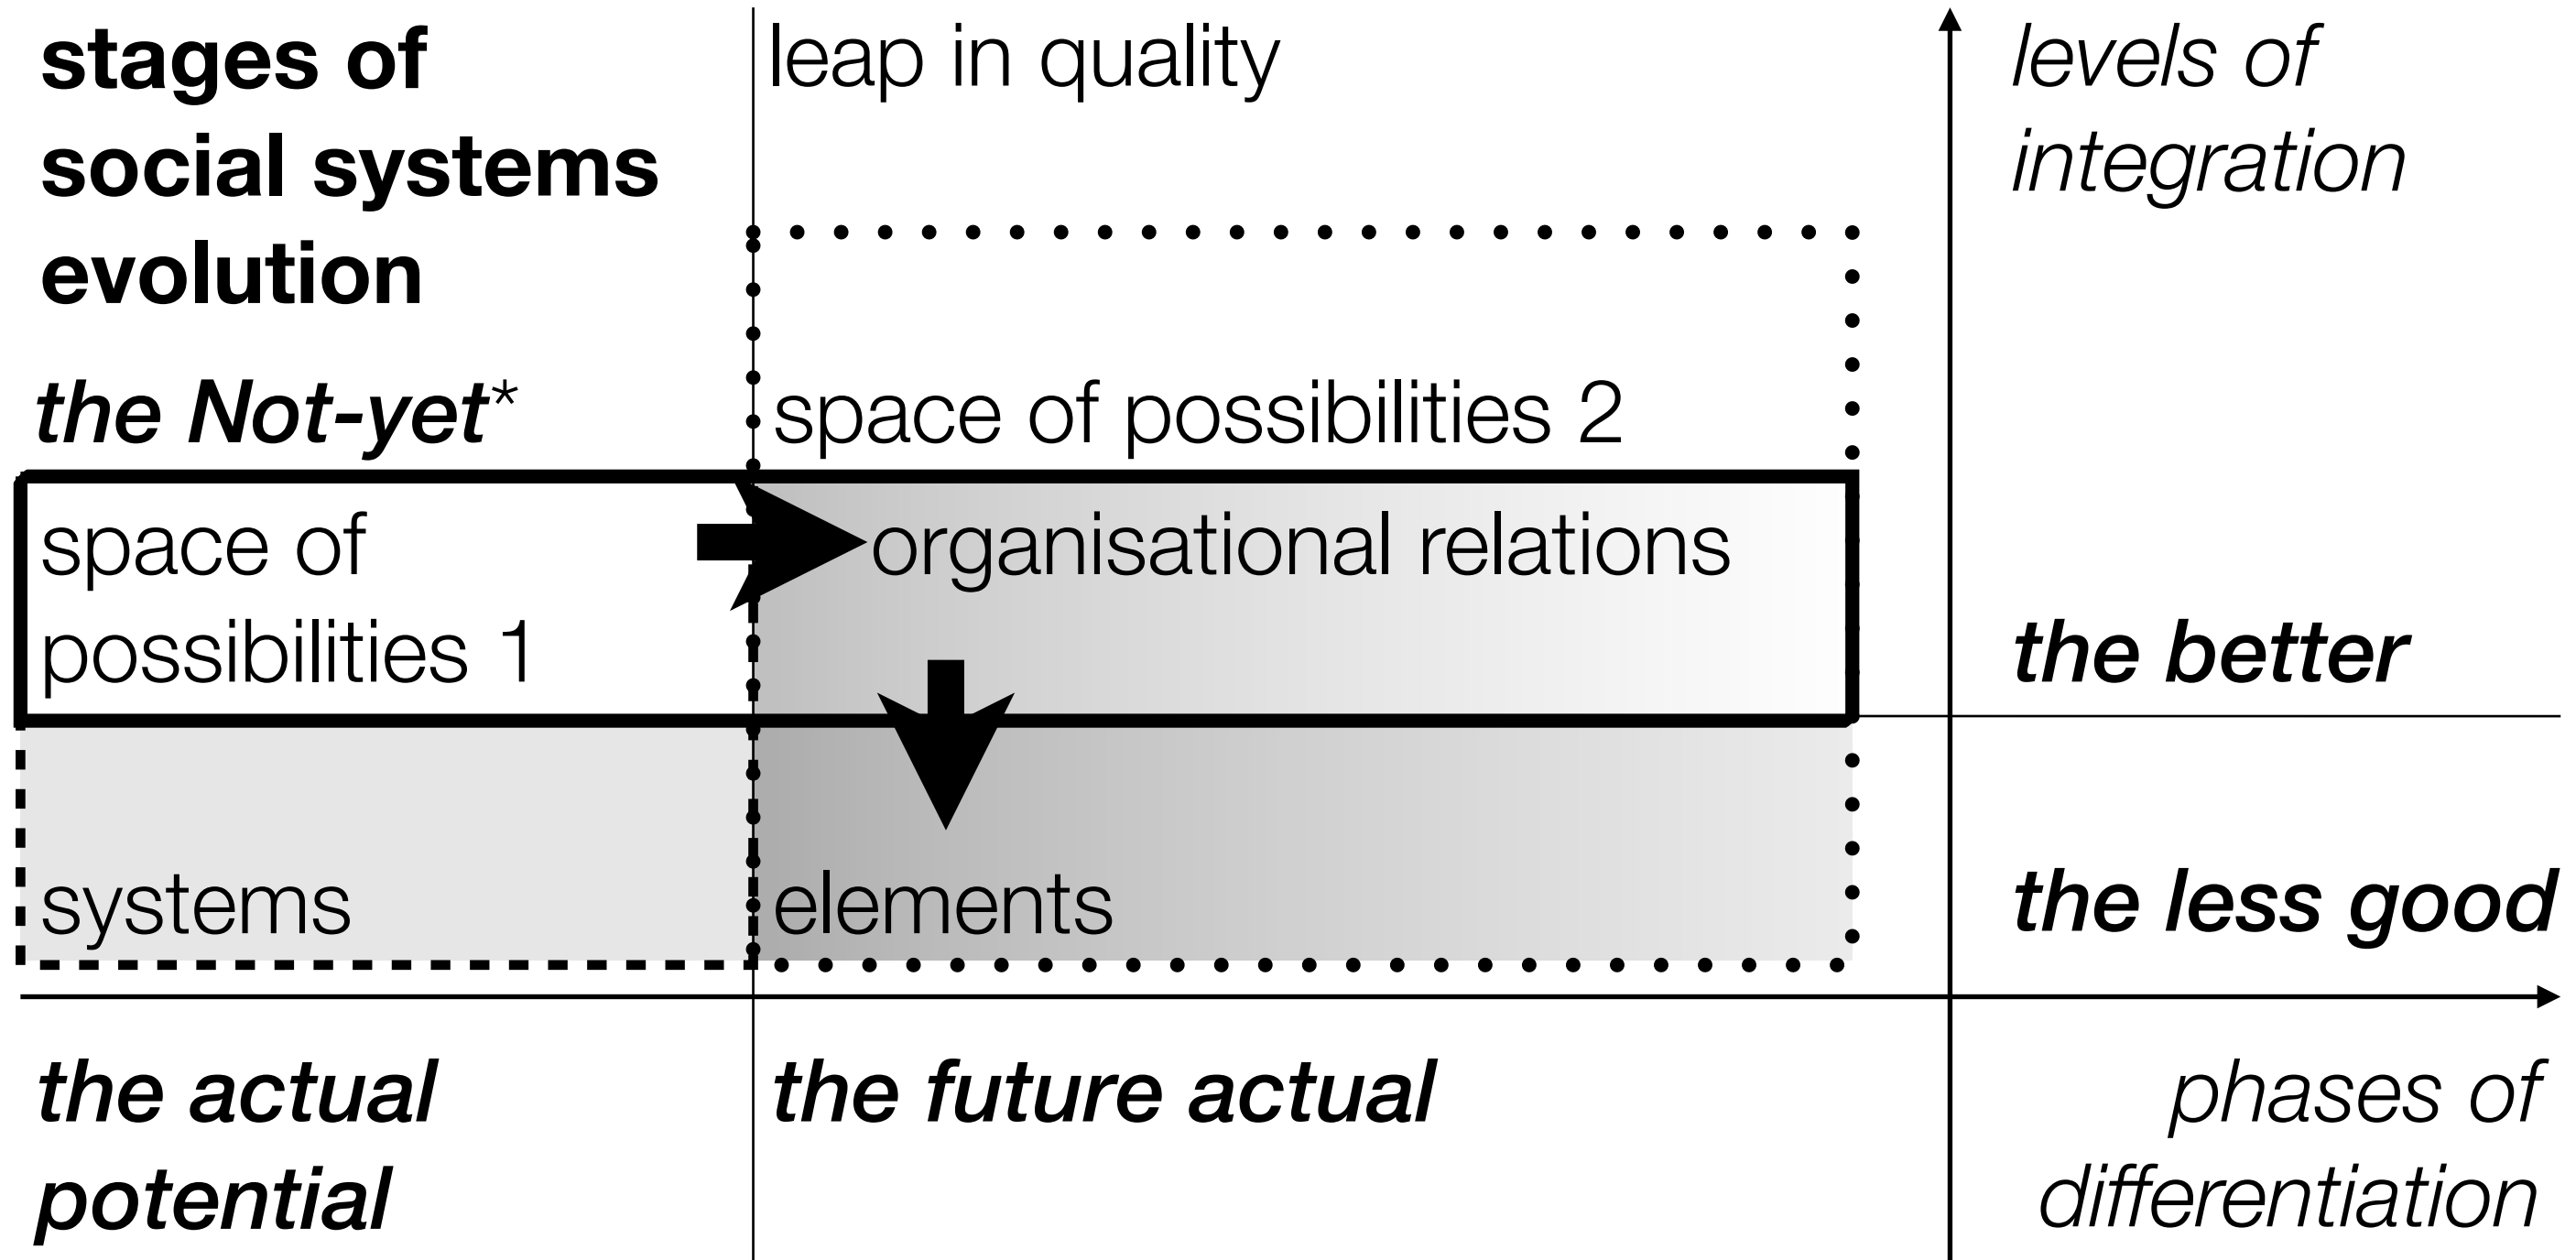 stages of
social systems
evolution
leap in quality
levels of
integration
the Not-yet*
space of possibilities 2
space of
possibilities 1
organisational relations
the better
systems
elements
the less good
the actual
potential
the future actual
phases of
differentiation